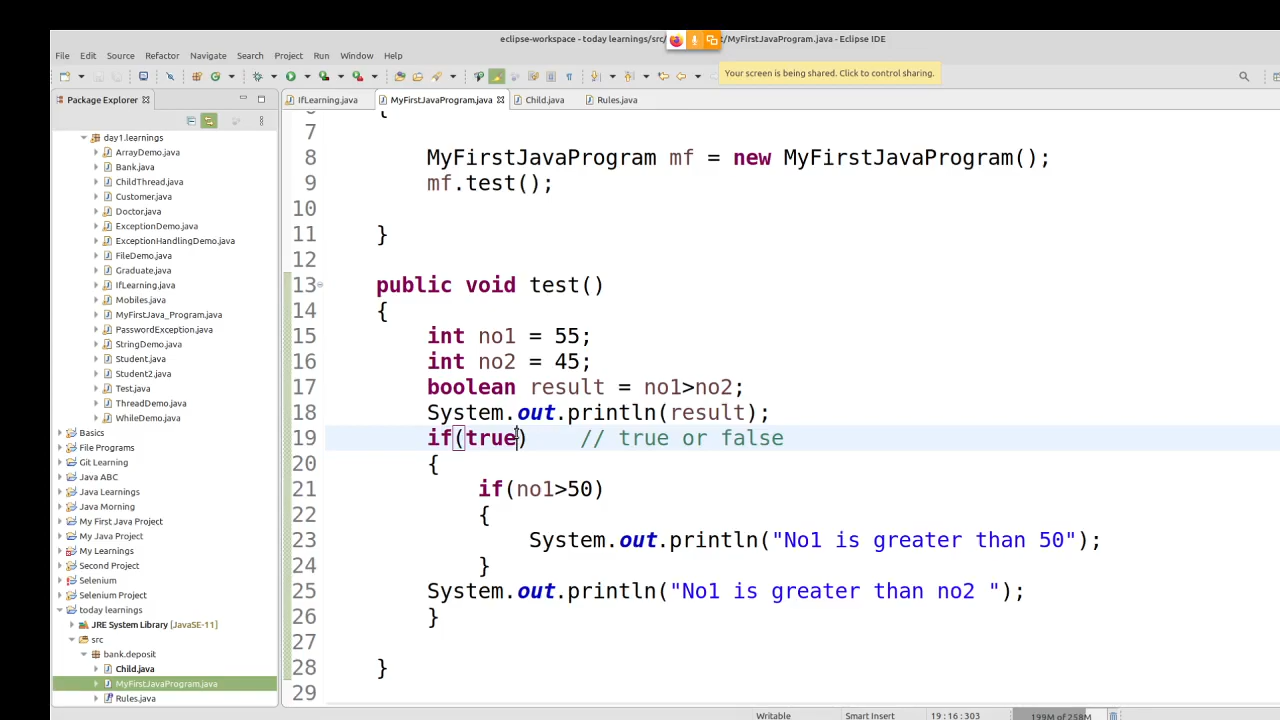 eclipse-workspace - today learnings/src/
t/MyFirstJavaProgram.java - Eclipse IDE
File Edit Source Refactor Navigate Search Project Run Window Help
Your screen is being shared. Click to control sharing.
Package Explorer
IfLearning.java
MyFirstJavaProgram.java
Child.java
Rules.java
day1.learnings
ArrayDemo.java
Bank.java
ChildThread.java
Customer.java
Doctor.java
ExceptionDemo.java
ExceptionHandlingDemo.java
FileDemo.java
Graduate.java
IfLearning.java
Mobiles.java
MyFirstJava_Program.java
PasswordException.java
StringDemo.java
Student.java
Student2.java
Test.java
ThreadDemo.java
WhileDemo.java
Basics
File Programs
Git Learning
Java ABC
Java Learnings
Java Morning
My First Java Project
My Java Project
My Learnings
Second Project
Selenium
Selenium Project
today learnings
JRE System Library [JavaSE-11]
src
bank.deposit
Child.java
MyFirstJavaProgram.java
Rules.java
{
7
8 MyFirstJavaProgram mf = new MyFirstJavaProgram();
9 mf.test();
10
11 }
12
13 public void test()
14 {
15 int no1 = 55;
16 int no2 = 45;
17 boolean result = no1>no2;
18 System.out.println(result);
19 if(true) // true or false
20 {
21 if(no1>50)
22 {
23 System.out.println("No1 is greater than 50");
24 }
25 System.out.println("No1 is greater than no2 ");
26 }
27
28 }
29
Writable
Smart Insert
19 : 16 : 303
199M of 258M